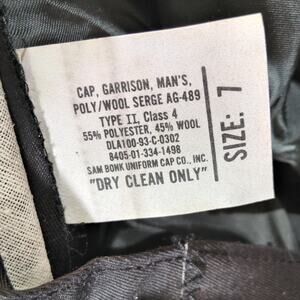 CAP, GARRISON, MAN'S,
POLY/WOOL SERGE AG-489
TYPE II, Class 4
55% POLYESTER, 45% WOOL
DLA100-93-C-0302
8405-01-334-1498
SAM BONK UNIFORM CAP CO., INC.
"DRY CLEAN ONLY"
SIZE: 7